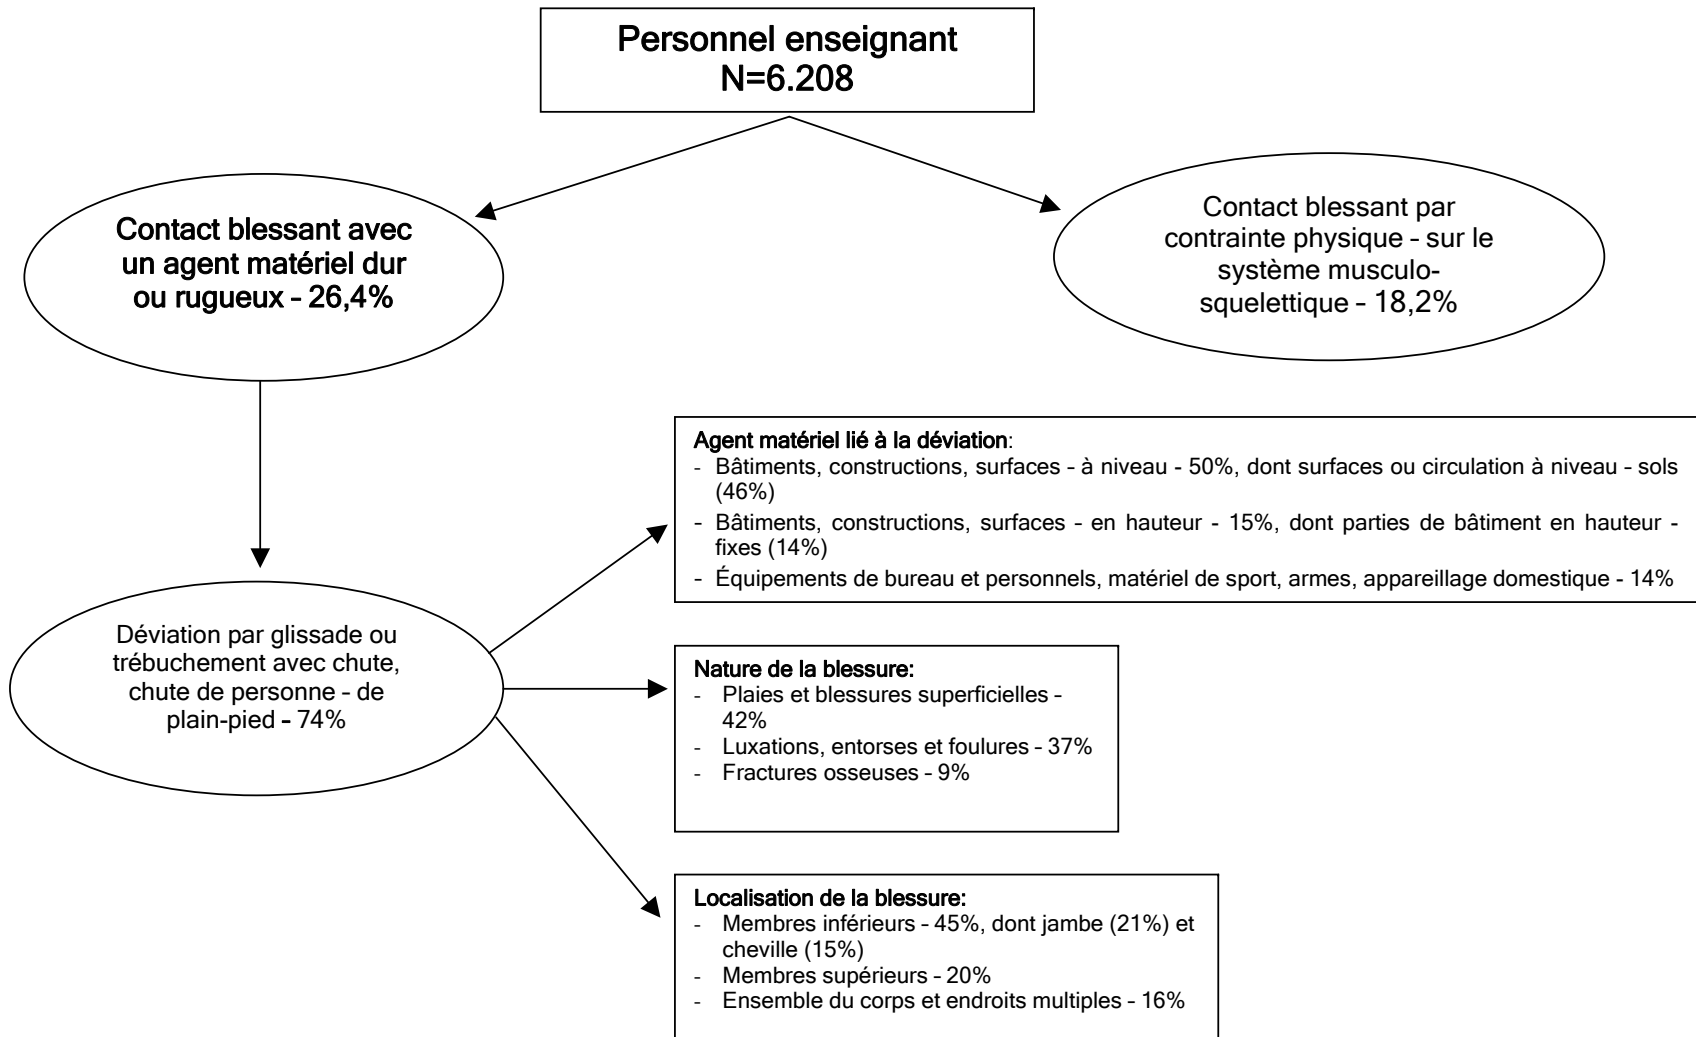 Personnel enseignant
N=6.208
Contact blessant avec
un agent matériel dur
ou rugueux - 26,4%
Contact blessant par
contrainte physique - sur le
système musculo-
squelettique - 18,2%
Déviation par glissade ou
trébuchement avec chute,
chute de personne - de
plain-pied - 74%
Agent matériel lié à la déviation:
- Bâtiments, constructions, surfaces - à niveau - 50%, dont surfaces ou circulation à niveau - sols
(46%)
- Bâtiments, constructions, surfaces - en hauteur - 15%, dont parties de bâtiment en hauteur -
fixes (14%)
- Équipements de bureau et personnels, matériel de sport, armes, appareillage domestique - 14%
Nature de la blessure:
- Plaies et blessures superficielles -
42%
- Luxations, entorses et foulures - 37%
- Fractures osseuses - 9%
Localisation de la blessure:
- Membres inférieurs - 45%, dont jambe (21%) et
cheville (15%)
- Membres supérieurs - 20%
- Ensemble du corps et endroits multiples - 16%